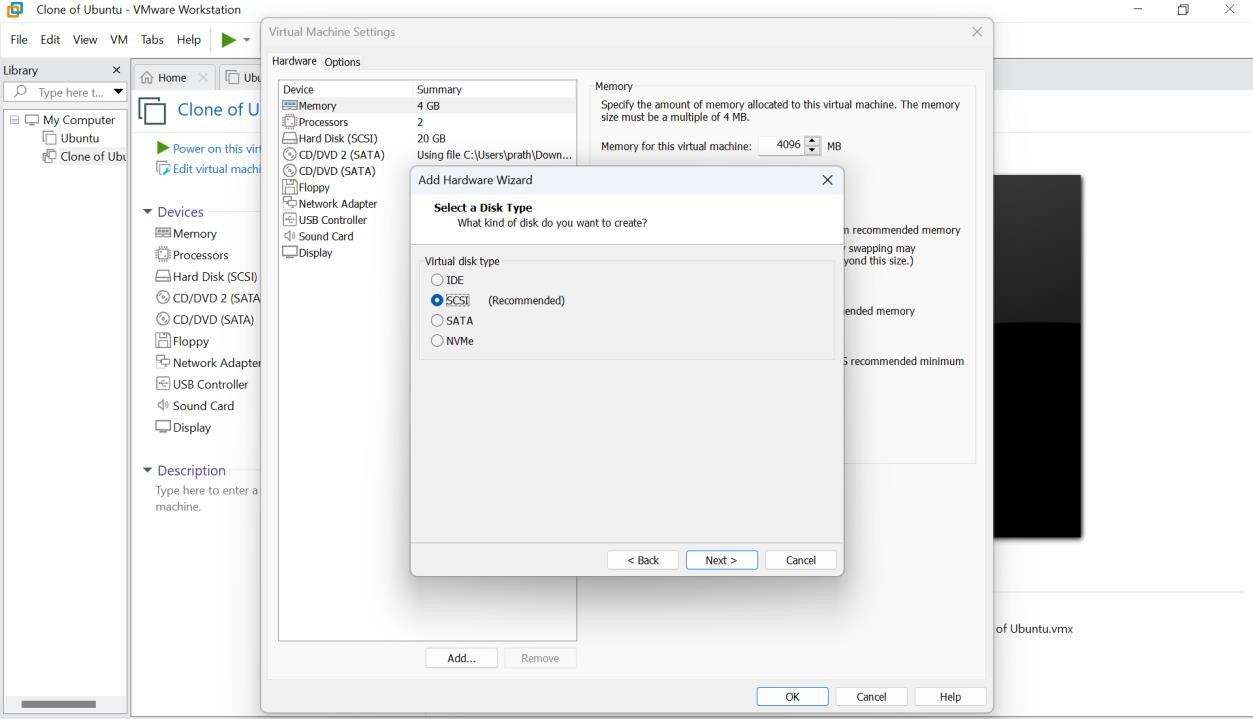 Clone of Ubuntu - VMware Workstation
File Edit View VM Tabs Help
Library
Type here t...
My Computer
Ubuntu
Clone of Ubu
Home
Ubu
Clone of U
Power on this virt
Edit virtual machi
Devices
Memory
Processors
Hard Disk (SCSI)
CD/DVD 2 (SATA
CD/DVD (SATA)
Floppy
Network Adapter
USB Controller
Sound Card
Display
Description
Type here to enter a
machine.
Virtual Machine Settings
Hardware Options
Device Summary
Memory 4 GB
Processors 2
Hard Disk (SCSI) 20 GB
CD/DVD 2 (SATA) Using file C:\Users\prath\Down...
CD/DVD (SATA)
Floppy
Network Adapter
USB Controller
Sound Card
Display
Add... Remove
Memory
Specify the amount of memory allocated to this virtual machine. The memory
size must be a multiple of 4 MB.
Memory for this virtual machine: 4096 MB
recommended memory
swapping may
yond this size.)
ended memory
S recommended minimum
Add Hardware Wizard
Select a Disk Type
What kind of disk do you want to create?
Virtual disk type
IDE
SCSI (Recommended)
SATA
NVMe
< Back Next > Cancel
OK Cancel Help
of Ubuntu.vmx